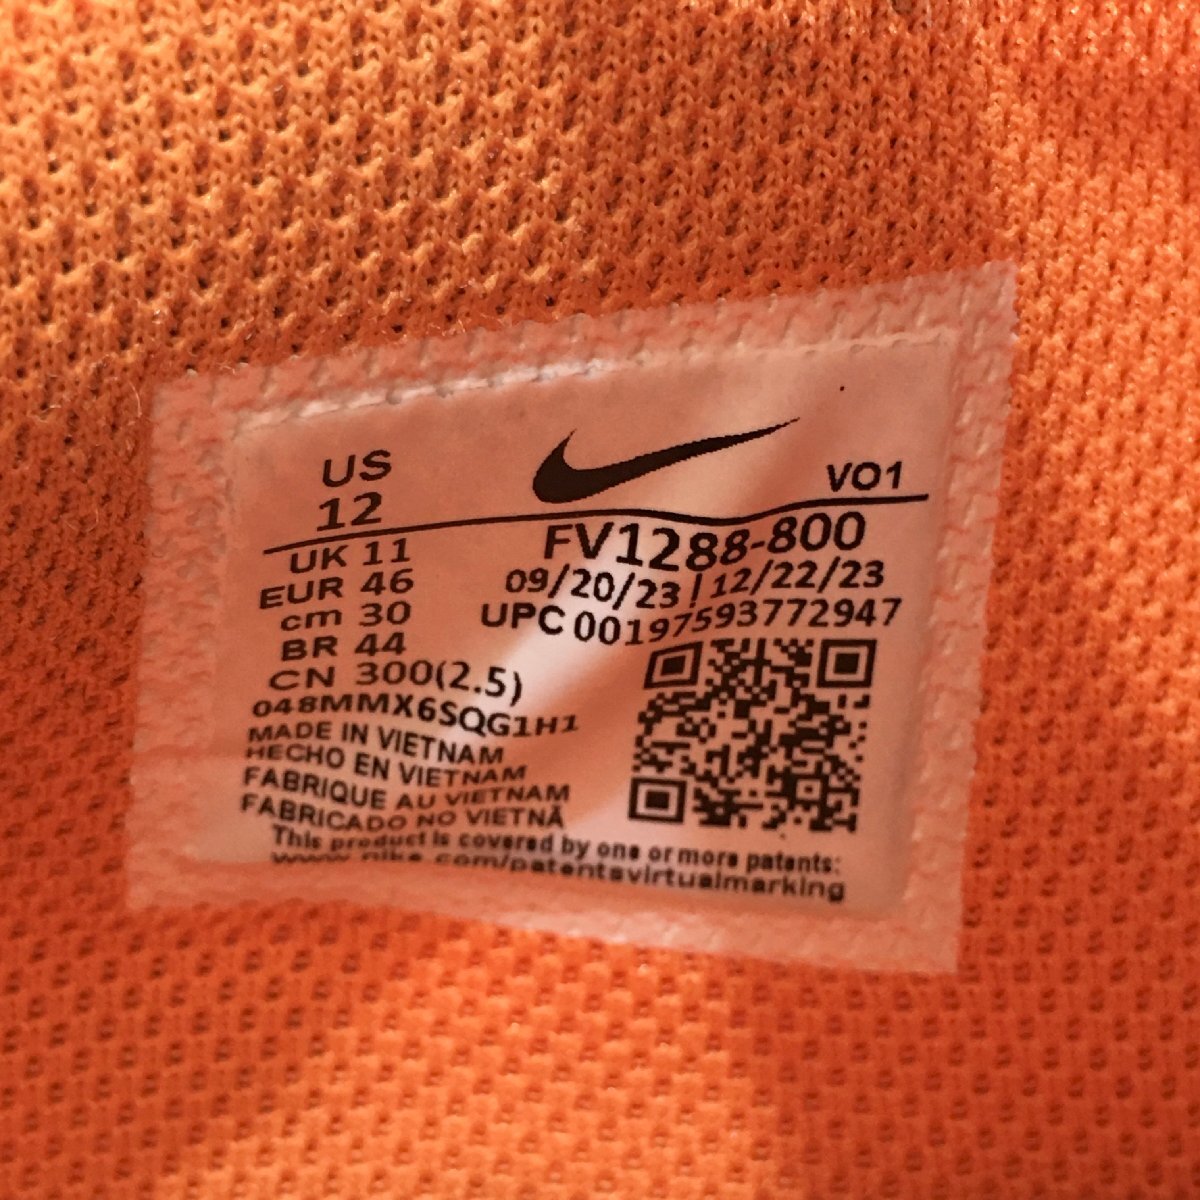 US
12
VO1
UK 11
EUR 46
cm 30
BR 44
CN 300(2.5)
FV1288-800
09/20/23 | 12/22/23
UPC 00197593772947
048MMX6SQG1H1
MADE IN VIETNAM
HECHO EN VIETNAM
FABRIQUE AU VIETNAM
FABRICADO NO VIETNÃ
This product is covered by one or more patents:
www.nike.com/patentsvirtualmarking